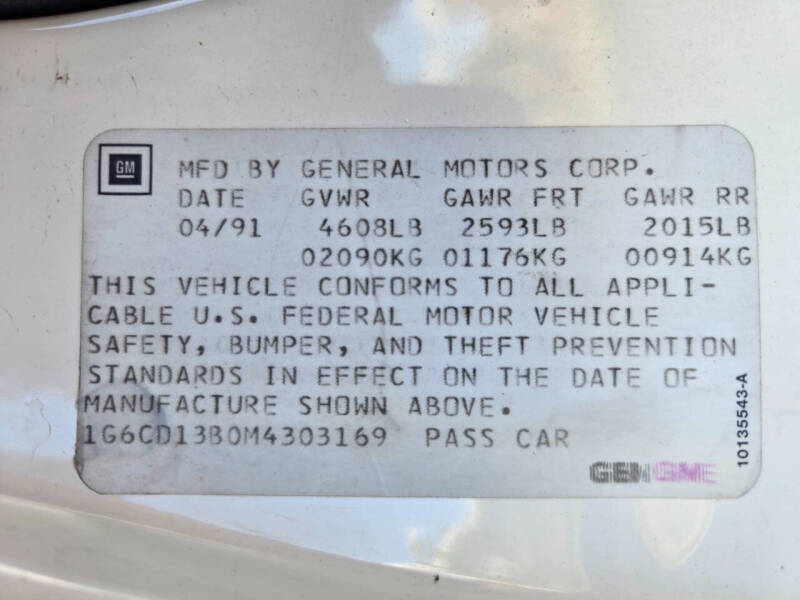 GM
MFD BY GENERAL MOTORS CORP.
DATE GVWR GAWR FRT GAWR RR
04/91 4608LB 2593LB 2015LB
02090KG 01176KG 00914KG
THIS VEHICLE CONFORMS TO ALL APPLI-
CABLE U.S. FEDERAL MOTOR VEHICLE
SAFETY, BUMPER, AND THEFT PREVENTION
STANDARDS IN EFFECT ON THE DATE OF
MANUFACTURE SHOWN ABOVE.
1G6CD13B0M4303169 PASS CAR
10135543-A